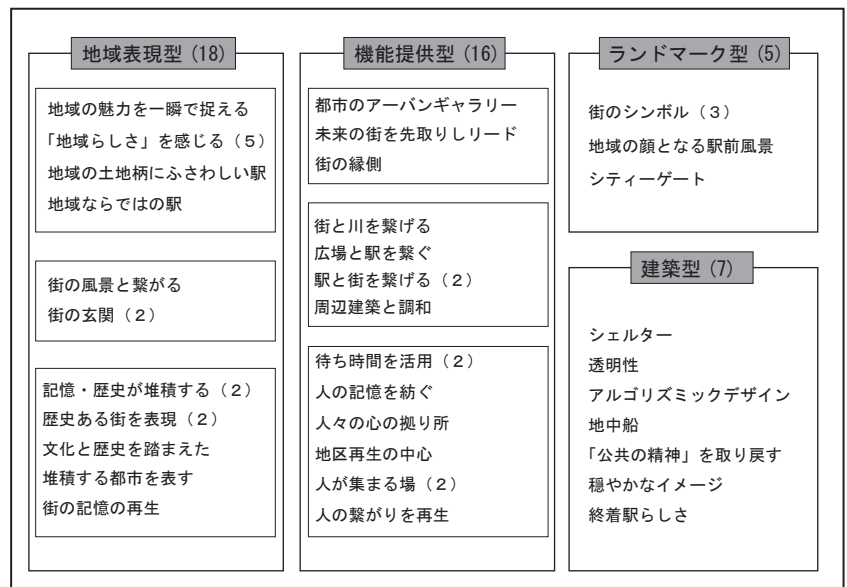 地域表現型 (18)
地域の魅力を一瞬で捉える
「地域らしさ」を感じる（５）
地域の土地柄にふさわしい駅
地域ならではの駅
街の風景と繋がる
街の玄関（２）
記憶・歴史が堆積する（２）
歴史ある街を表現（２）
文化と歴史を踏まえた
堆積する都市を表す
街の記憶の再生
機能提供型 (16)
都市のアーバンギャラリー
未来の街を先取りしリード
街の縁側
街と川を繋げる
広場と駅を繋ぐ
駅と街を繋げる（２）
周辺建築と調和
待ち時間を活用（２）
人の記憶を紡ぐ
人々の心の拠り所
地区再生の中心
人が集まる場（２）
人の繋がりを再生
ランドマーク型 (5)
街のシンボル（３）
地域の顔となる駅前風景
シティーゲート
建築型 (7)
シェルター
透明性
アルゴリズミックデザイン
地中船
「公共の精神」を取り戻す
穏やかなイメージ
終着駅らしさ